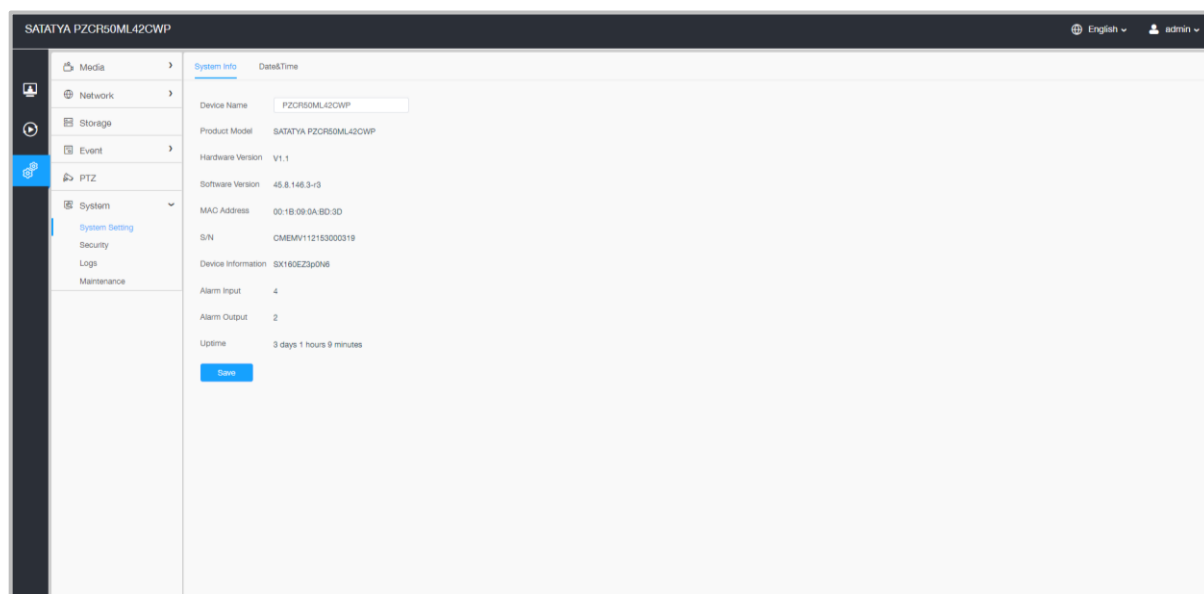 SATATYA PZCR50ML42CWP
English
admin
Media
Network
Storage
Event
PTZ
System
System Setting
Security
Logs
Maintenance
System Info
Date&Time
Device Name PZCR50ML42CWP
Product Model SATATYA PZCR50ML42CWP
Hardware Version V1.1
Software Version 45.8.146.3-r3
MAC Address 00:1B:09:0A:BD:3D
S/N CMEMV112153000319
Device Information SX160EZ3p0N6
Alarm Input 4
Alarm Output 2
Uptime 3 days 1 hours 9 minutes
Save